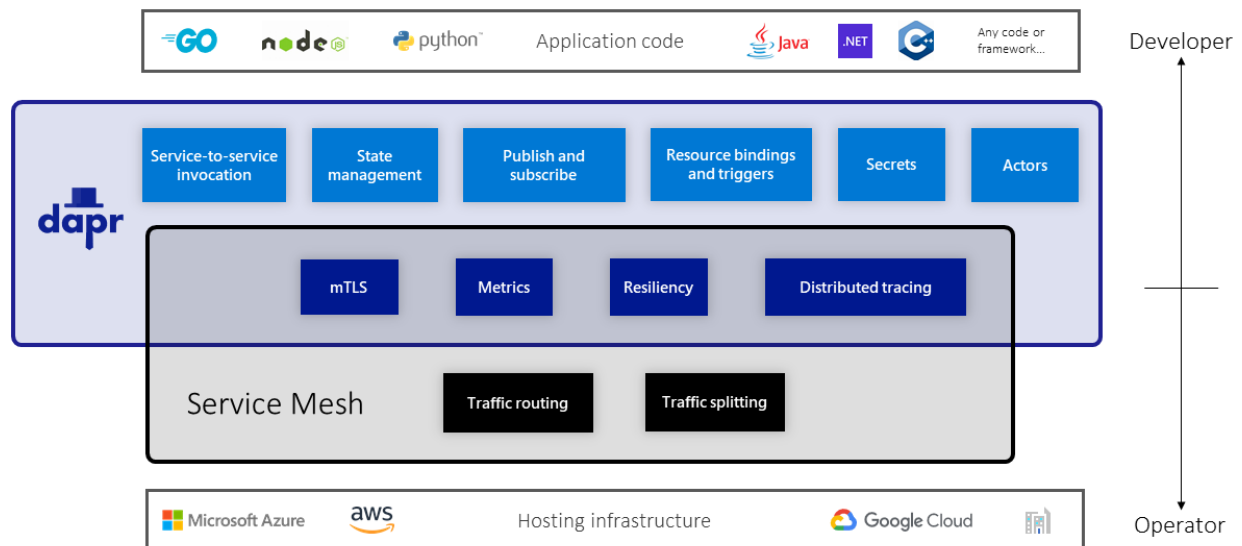 GO
node
JS
python™
Application code
Java
.NET
C++
Any code or
framework...
Developer
Service-to-service
invocation
State
management
Publish and
subscribe
Resource bindings
and triggers
Secrets
Actors
dapr
mTLS
Metrics
Resiliency
Distributed tracing
Service Mesh
Traffic routing
Traffic splitting
Microsoft Azure
aws
Hosting infrastructure
Google Cloud
Operator